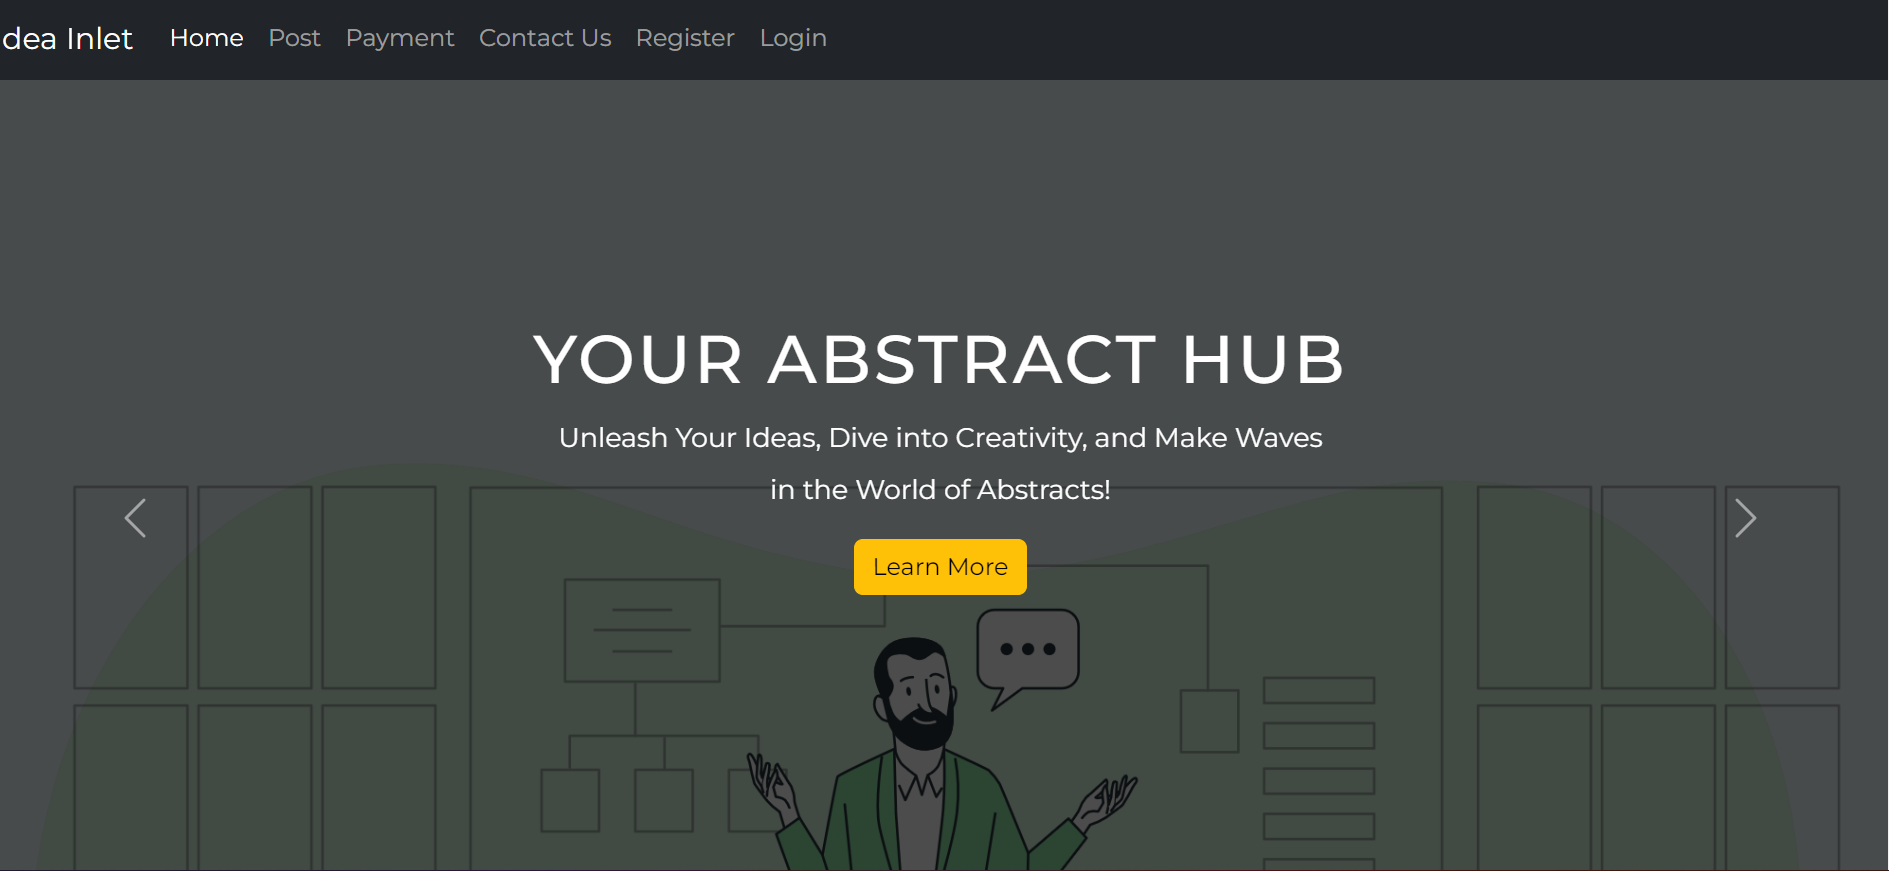 dea Inlet Home Post Payment Contact Us Register Login
YOUR ABSTRACT HUB
Unleash Your Ideas, Dive into Creativity, and Make Waves
in the World of Abstracts!
Learn More